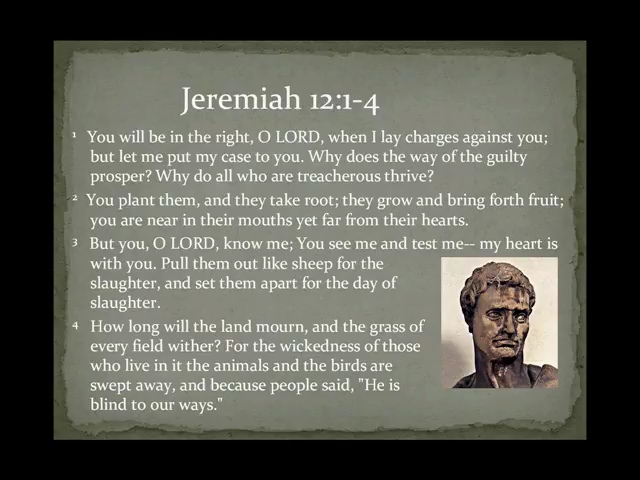 Jeremiah 12:1-4
1 You will be in the right, O LORD, when I lay charges against you;
but let me put my case to you. Why does the way of the guilty
prosper? Why do all who are treacherous thrive?
2 You plant them, and they take root; they grow and bring forth fruit;
you are near in their mouths yet far from their hearts.
3 But you, O LORD, know me; You see me and test me-- my heart is
with you. Pull them out like sheep for the
slaughter, and set them apart for the day of
slaughter.
4 How long will the land mourn, and the grass of
every field wither? For the wickedness of those
who live in it the animals and the birds are
swept away, and because people said, "He is
blind to our ways."